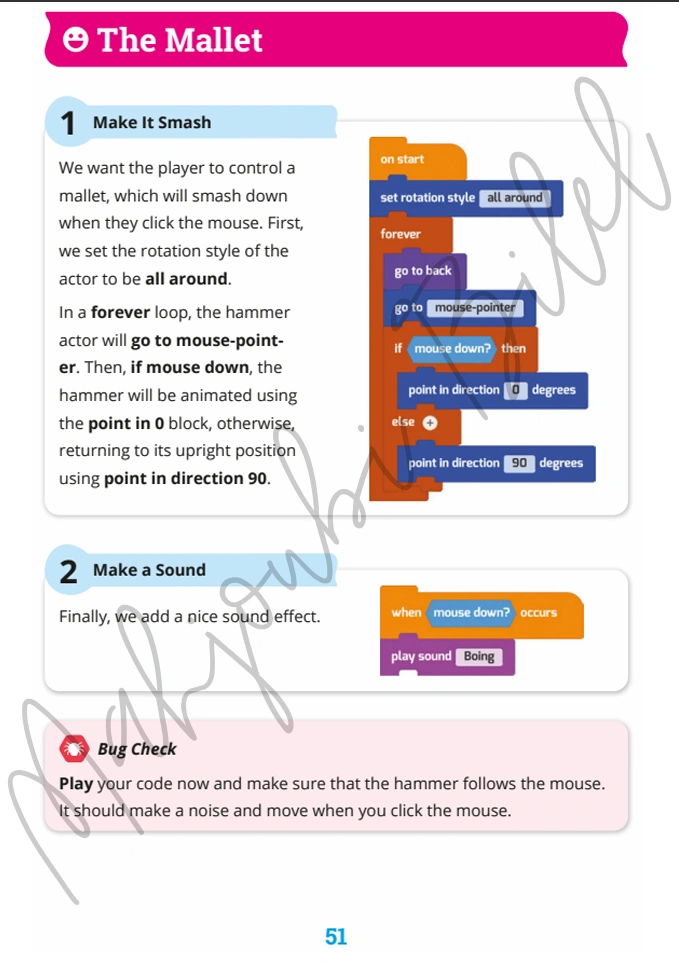 The Mallet
1 Make It Smash
We want the player to control a
mallet, which will smash down
when they click the mouse. First,
we set the rotation style of the
actor to be all around.
In a forever loop, the hammer
actor will go to mouse-point-
er. Then, if mouse down, the
hammer will be animated using
the point in 0 block, otherwise,
returning to its upright position
using point in direction 90.
on start
set rotation style all around
forever
go to back
go to mouse-pointer
if mouse down? then
point in direction 0 degrees
else +
point in direction 90 degrees
2 Make a Sound
Finally, we add a nice sound effect.
when mouse down? occurs
play sound Boing
Bug Check
Play your code now and make sure that the hammer follows the mouse.
It should make a noise and move when you click the mouse.
51
Mahjoubi Bilel